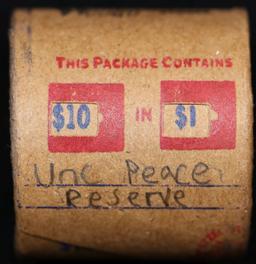 THIS PACKAGE CONTAINS
$10 IN $1
Unc Peace
Reserve